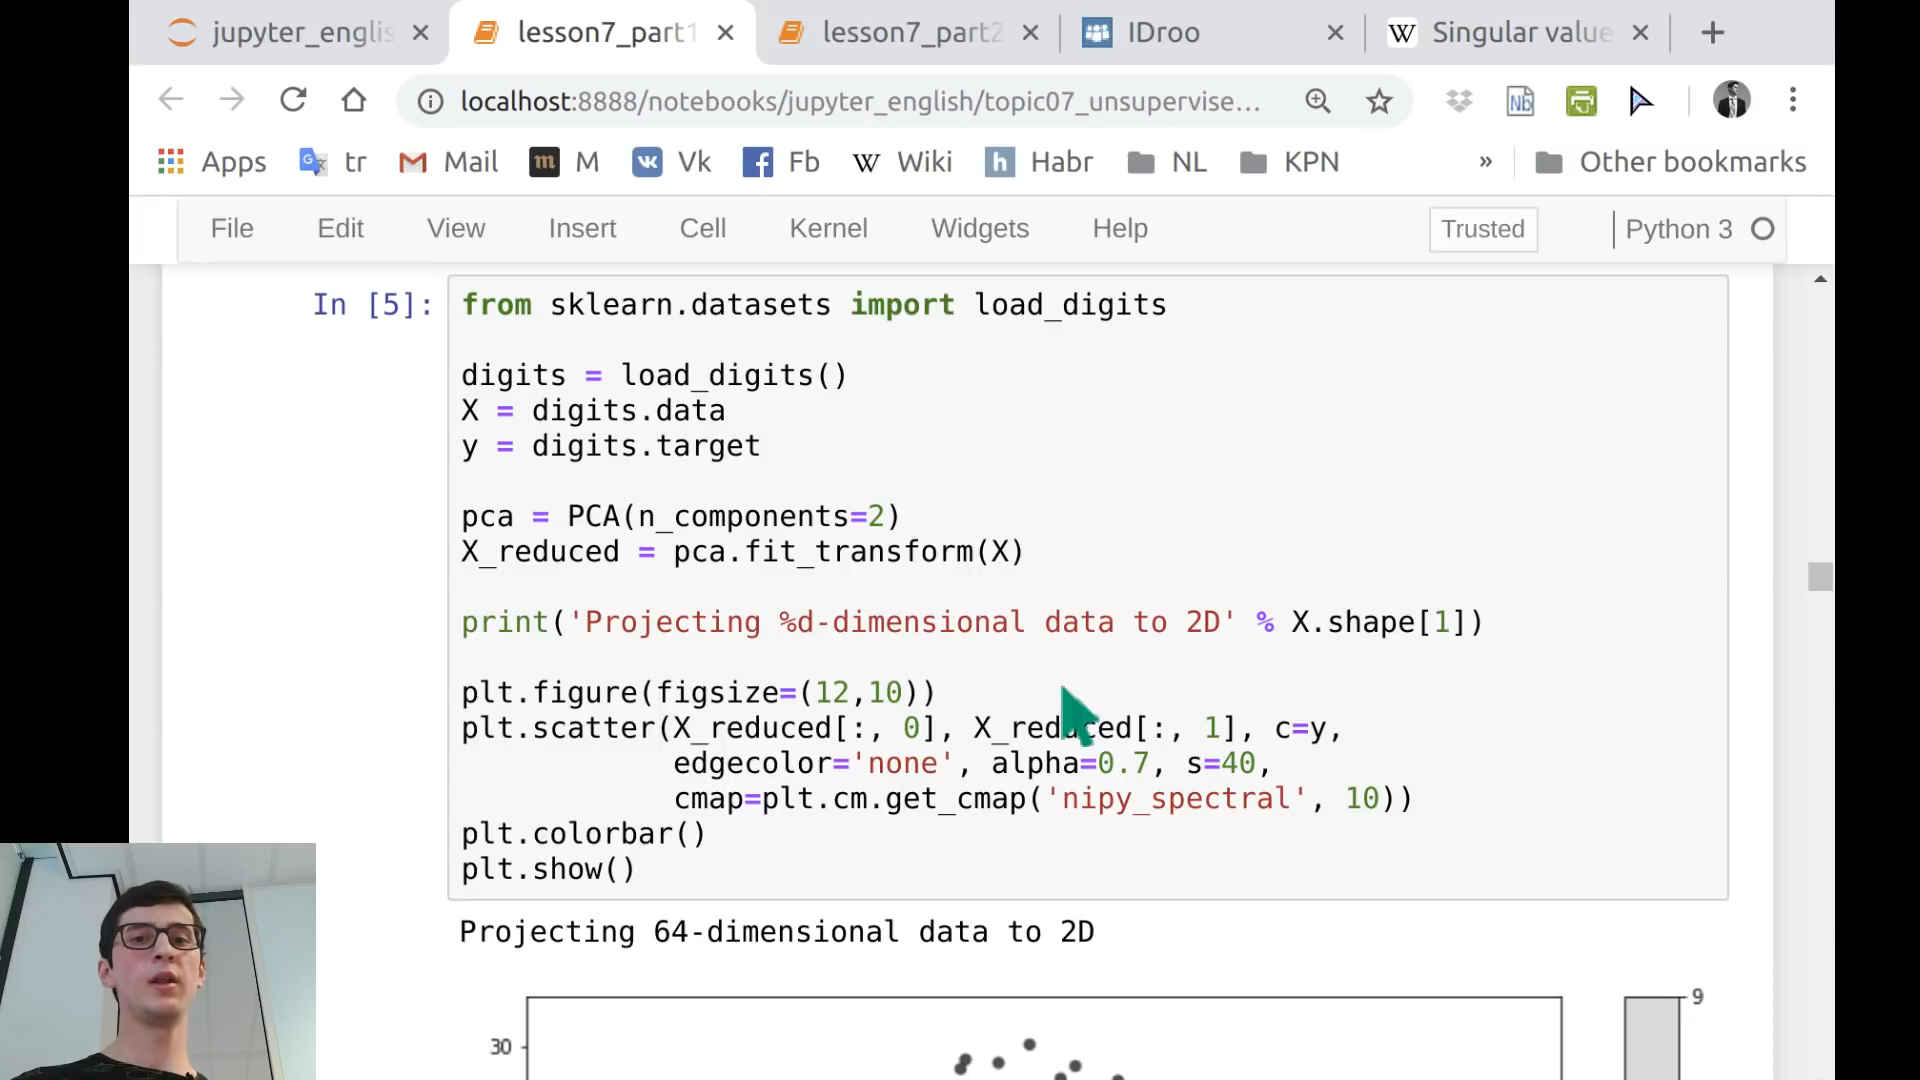 jupyter_englis
lesson7_part1
lesson7_part2
IDroo
Singular value
localhost:8888/notebooks/jupyter_english/topic07_unsupervise...
Nb
Apps
tr
Mail
M
Vk
Fb
Wiki
Habr
NL
KPN
»
Other bookmarks
File Edit View Insert Cell Kernel Widgets Help
Trusted
Python 3
In [5]:
from sklearn.datasets import load_digits
digits = load_digits()
X = digits.data
y = digits.target
pca = PCA(n_components=2)
X_reduced = pca.fit_transform(X)
print('Projecting %d-dimensional data to 2D' % X.shape[1])
plt.figure(figsize=(12,10))
plt.scatter(X_reduced[:, 0], X_reduced[:, 1], c=y,
edgecolor='none', alpha=0.7, s=40,
cmap=plt.cm.get_cmap('nipy_spectral', 10))
plt.colorbar()
plt.show()
Projecting 64-dimensional data to 2D
9
30